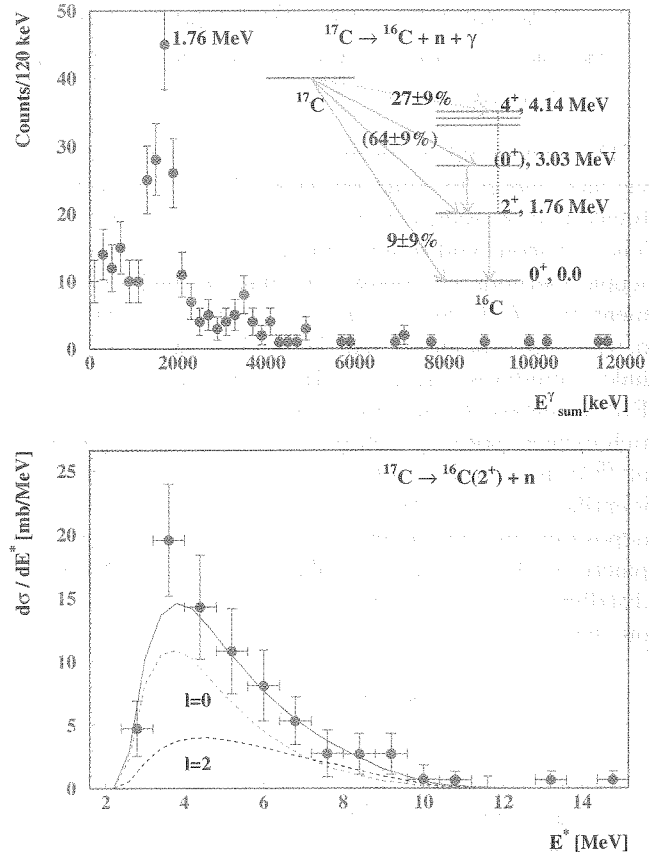 Counts/120 keV
50
40
30
20
10
0
1.76 MeV
¹⁷C → ¹⁶C + n + γ
¹⁷C
27±9%
(64±9%)
9±9%
4⁺, 4.14 MeV
(0⁺), 3.03 MeV
2⁺, 1.76 MeV
0⁺, 0.0
¹⁶C
0 2000 4000 6000 8000 10000 12000
E^γ_sum [keV]
dσ / dE* [mb/MeV]
25
20
15
10
5
0
¹⁷C → ¹⁶C(2⁺) + n
l=0
l=2
2 4 6 8 10 12 14
E* [MeV]